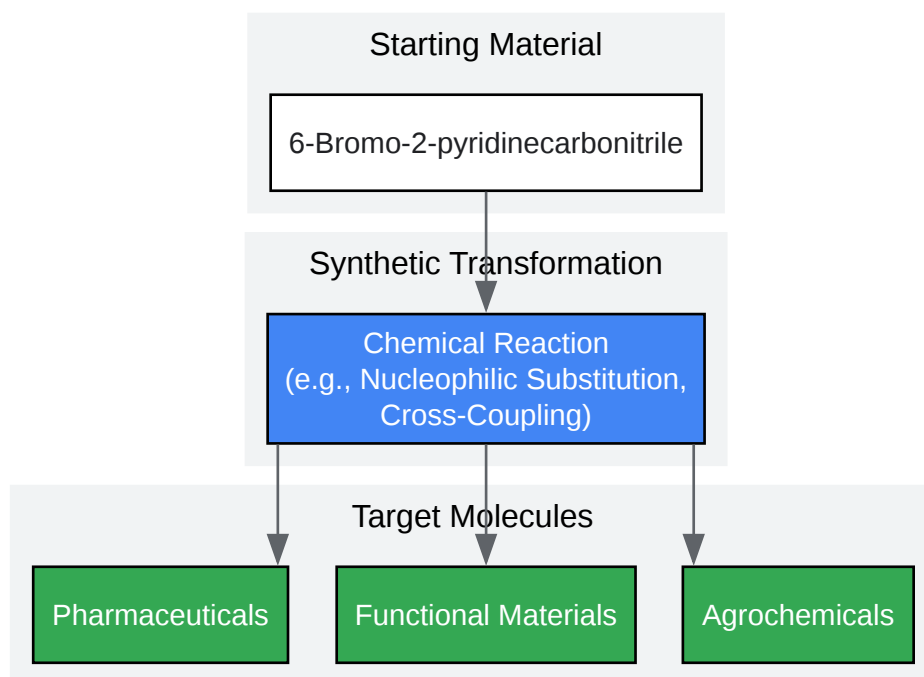 Starting Material
6-Bromo-2-pyridinecarbonitrile
Synthetic Transformation
Chemical Reaction
(e.g., Nucleophilic Substitution,
Cross-Coupling)
Target Molecules
Pharmaceuticals
Functional Materials
Agrochemicals